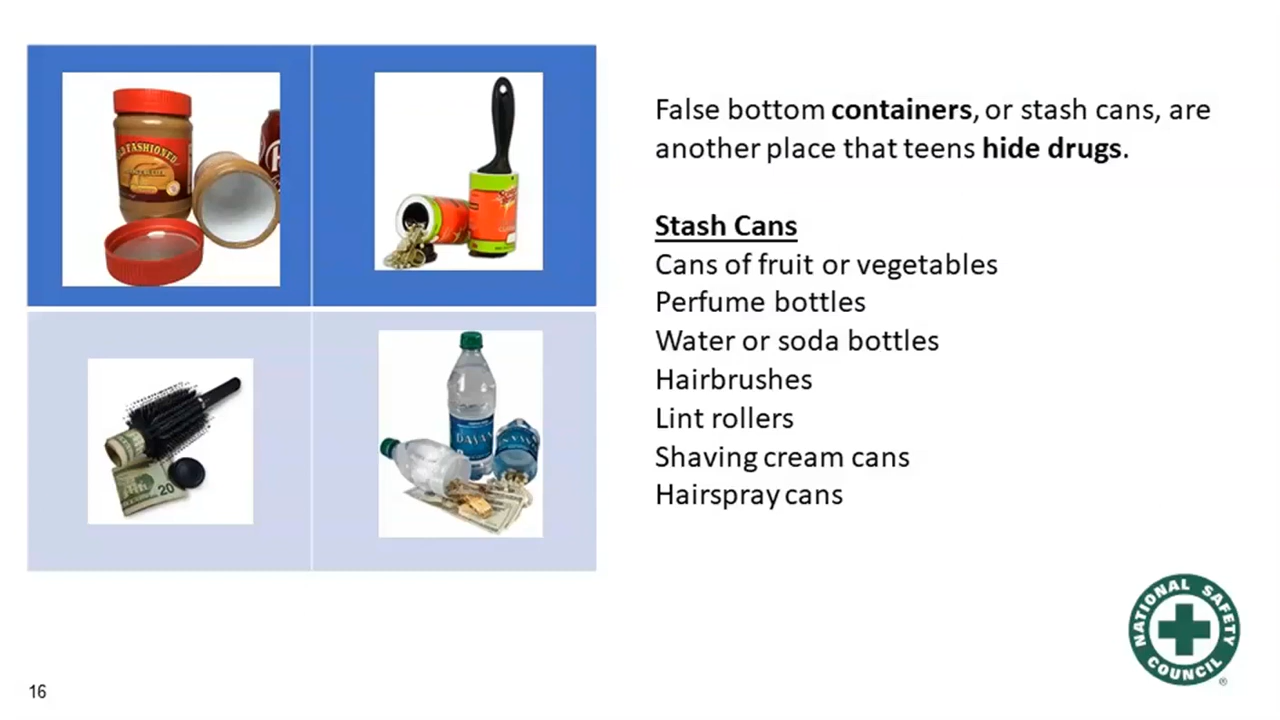 False bottom containers, or stash cans, are
another place that teens hide drugs.
Stash Cans
Cans of fruit or vegetables
Perfume bottles
Water or soda bottles
Hairbrushes
Lint rollers
Shaving cream cans
Hairspray cans
FASHIONED
20
NATIONAL SAFETY
COUNCIL
®
16